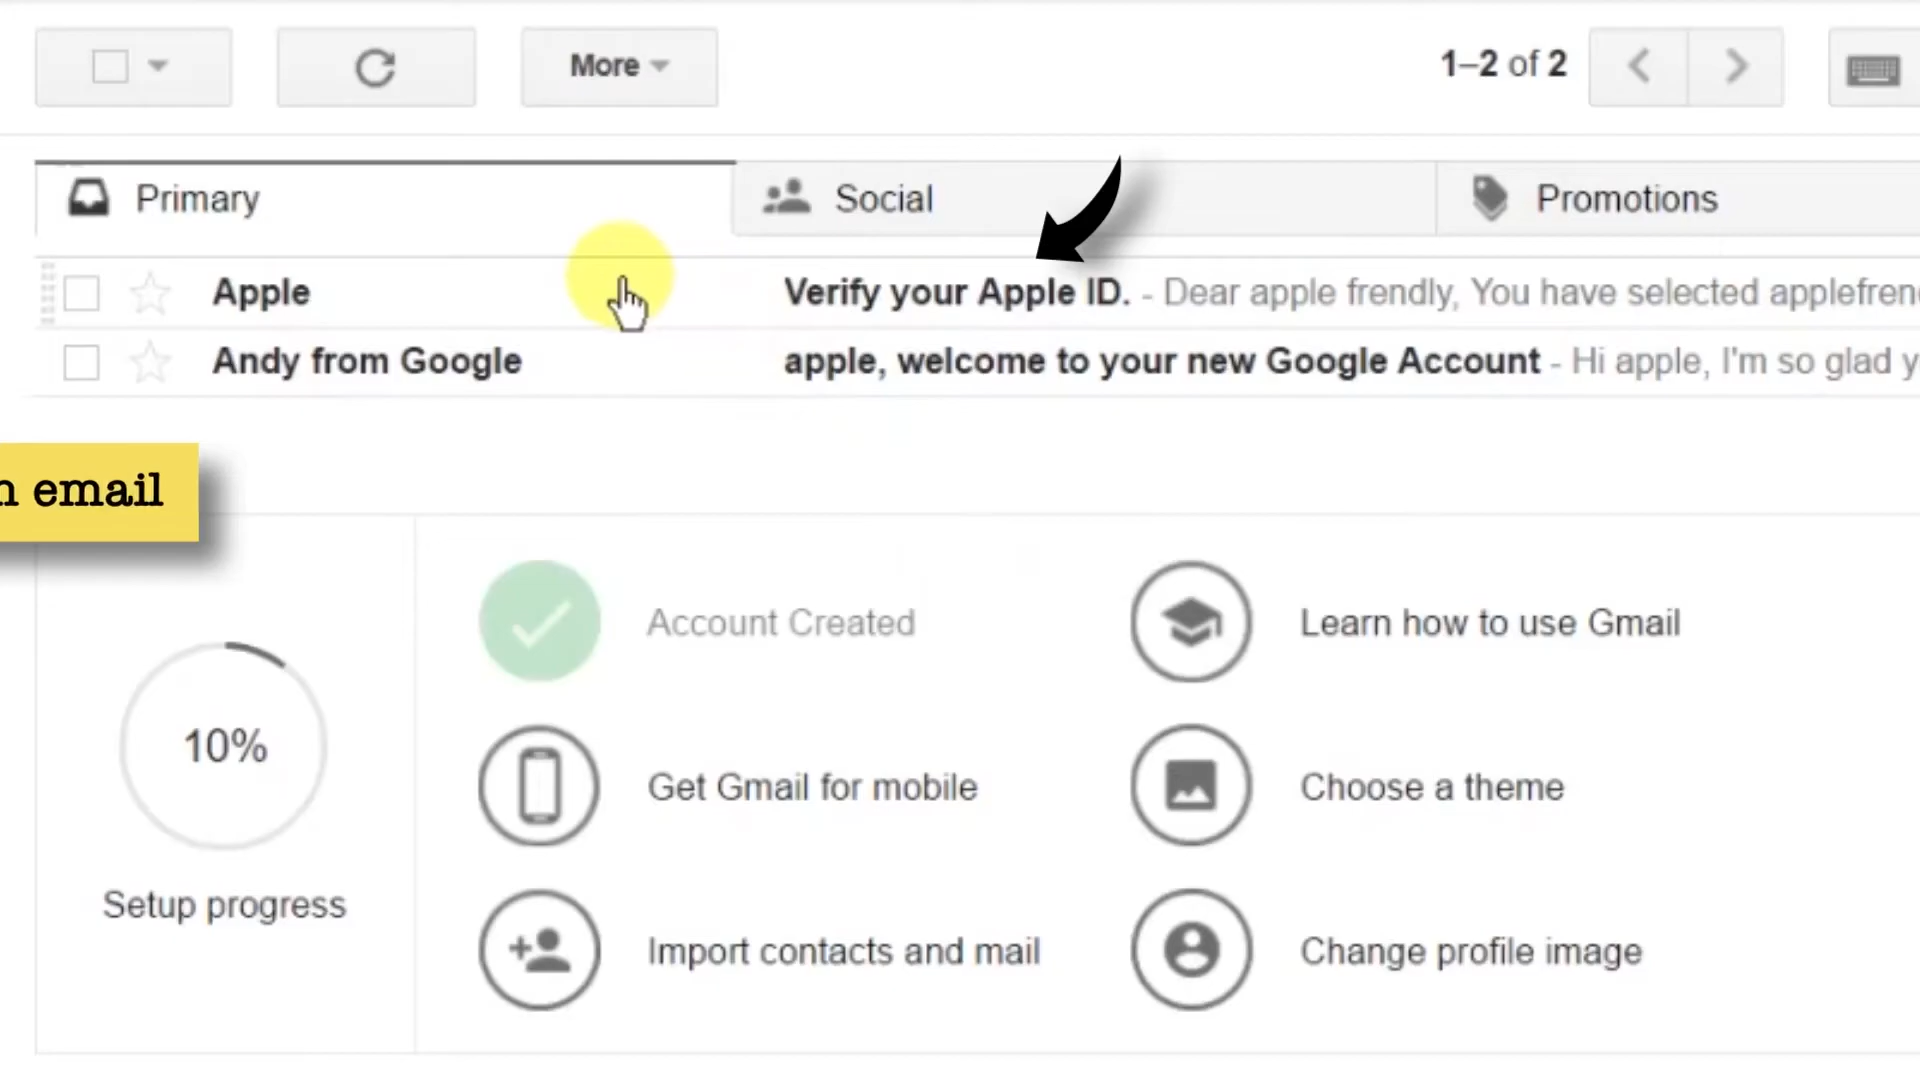 More 1–2 of 2
Primary Social Promotions
Apple Verify your Apple ID. - Dear apple frendly, You have selected applefren
Andy from Google apple, welcome to your new Google Account - Hi apple, I'm so glad y
email
Account Created Learn how to use Gmail
10% Get Gmail for mobile Choose a theme
Setup progress
Import contacts and mail Change profile image